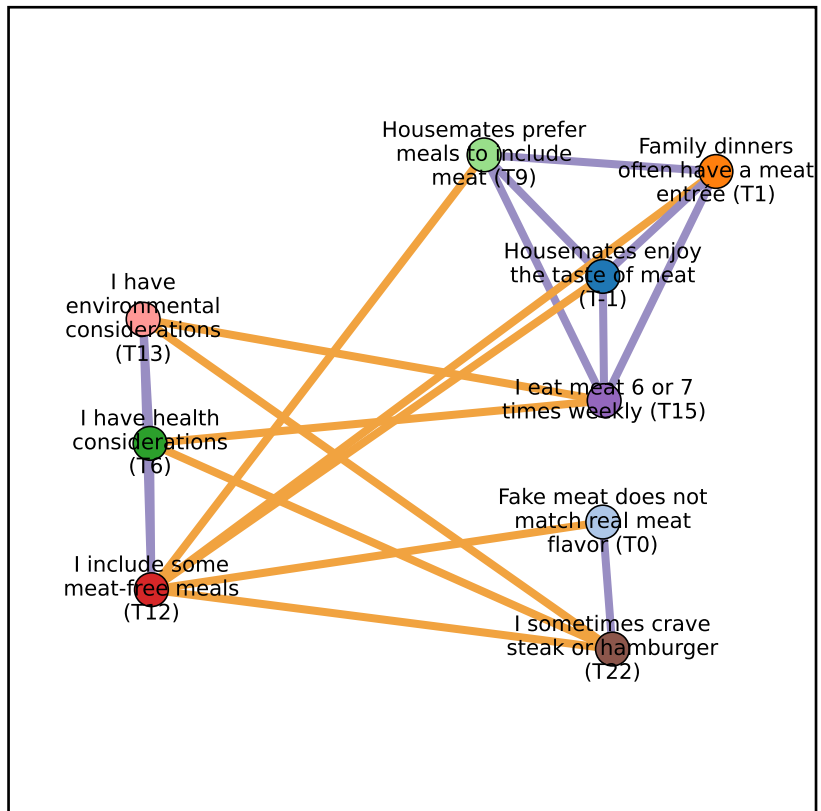 Housemates prefer
meals to include
meat (T9)
Family dinners
often have a meat
entrée (T1)
Housemates enjoy
the taste of meat
(T-1)
I have
environmental
considerations
(T13)
I eat meat 6 or 7
times weekly (T15)
I have health
considerations
(T6)
Fake meat does not
match real meat
flavor (T0)
I include some
meat-free meals
(T12)
I sometimes crave
steak or hamburger
(T22)